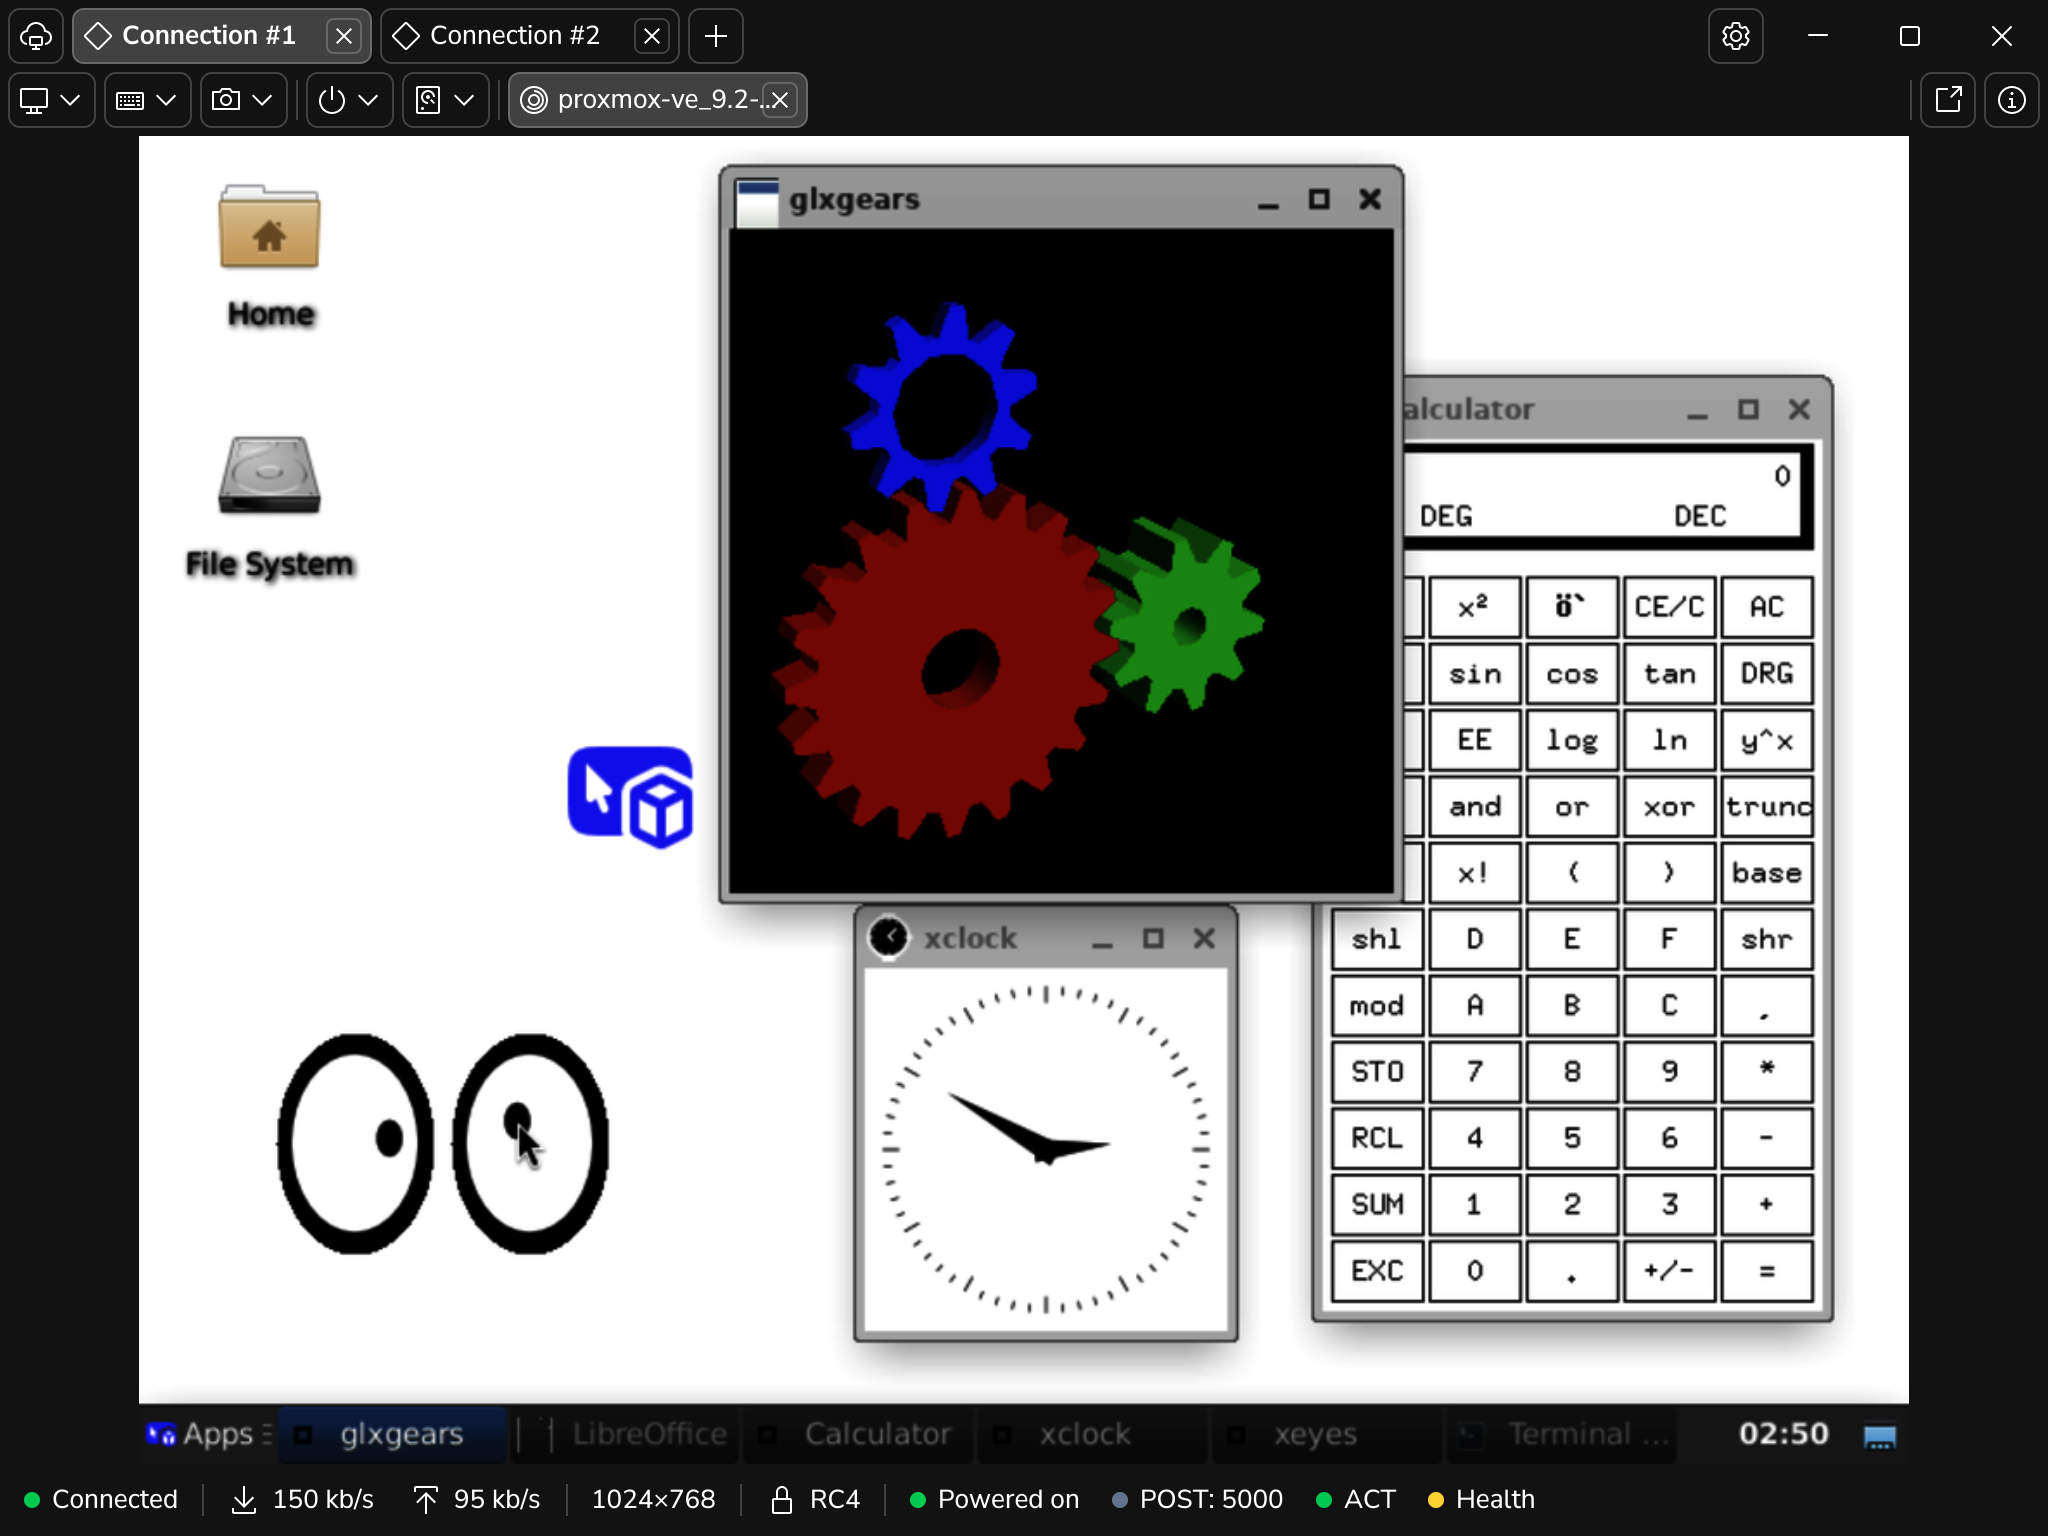 Connection #1
Connection #2
proxmox-ve_9.2-...
Home
File System
glxgears
alculator
0
DEG DEC
x² ö` CE/C AC
sin cos tan DRG
EE log ln y^x
and or xor trunc
x! ( ) base
shl D E F shr
mod A B C ,
STO 7 8 9 *
RCL 4 5 6 -
SUM 1 2 3 +
EXC 0 . +/- =
xclock
Apps glxgears LibreOffice Calculator xclock xeyes Terminal ... 02:50
Connected 150 kb/s 95 kb/s 1024×768 RC4 Powered on POST: 5000 ACT Health